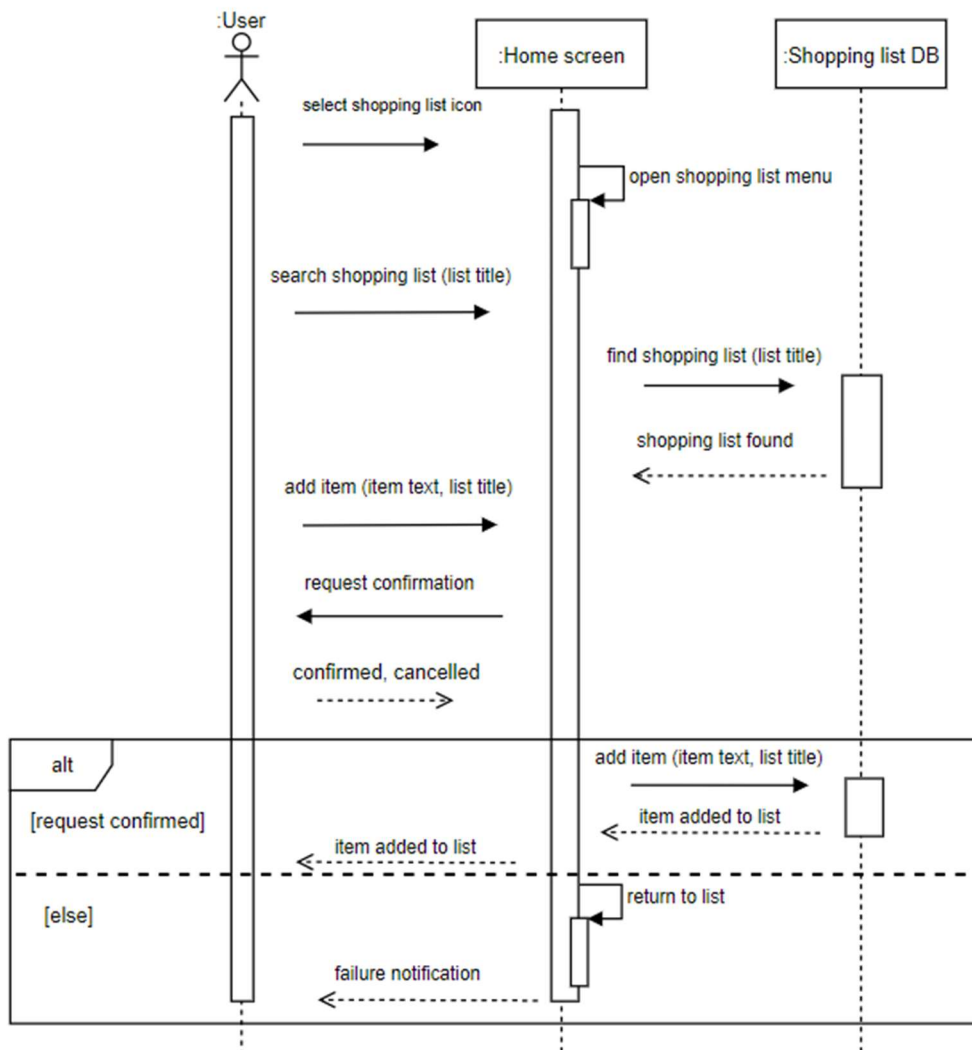 :User
:Home screen
:Shopping list DB
select shopping list icon
open shopping list menu
search shopping list (list title)
find shopping list (list title)
shopping list found
add item (item text, list title)
request confirmation
confirmed, cancelled
alt
add item (item text, list title)
[request confirmed]
item added to list
item added to list
return to list
[else]
failure notification